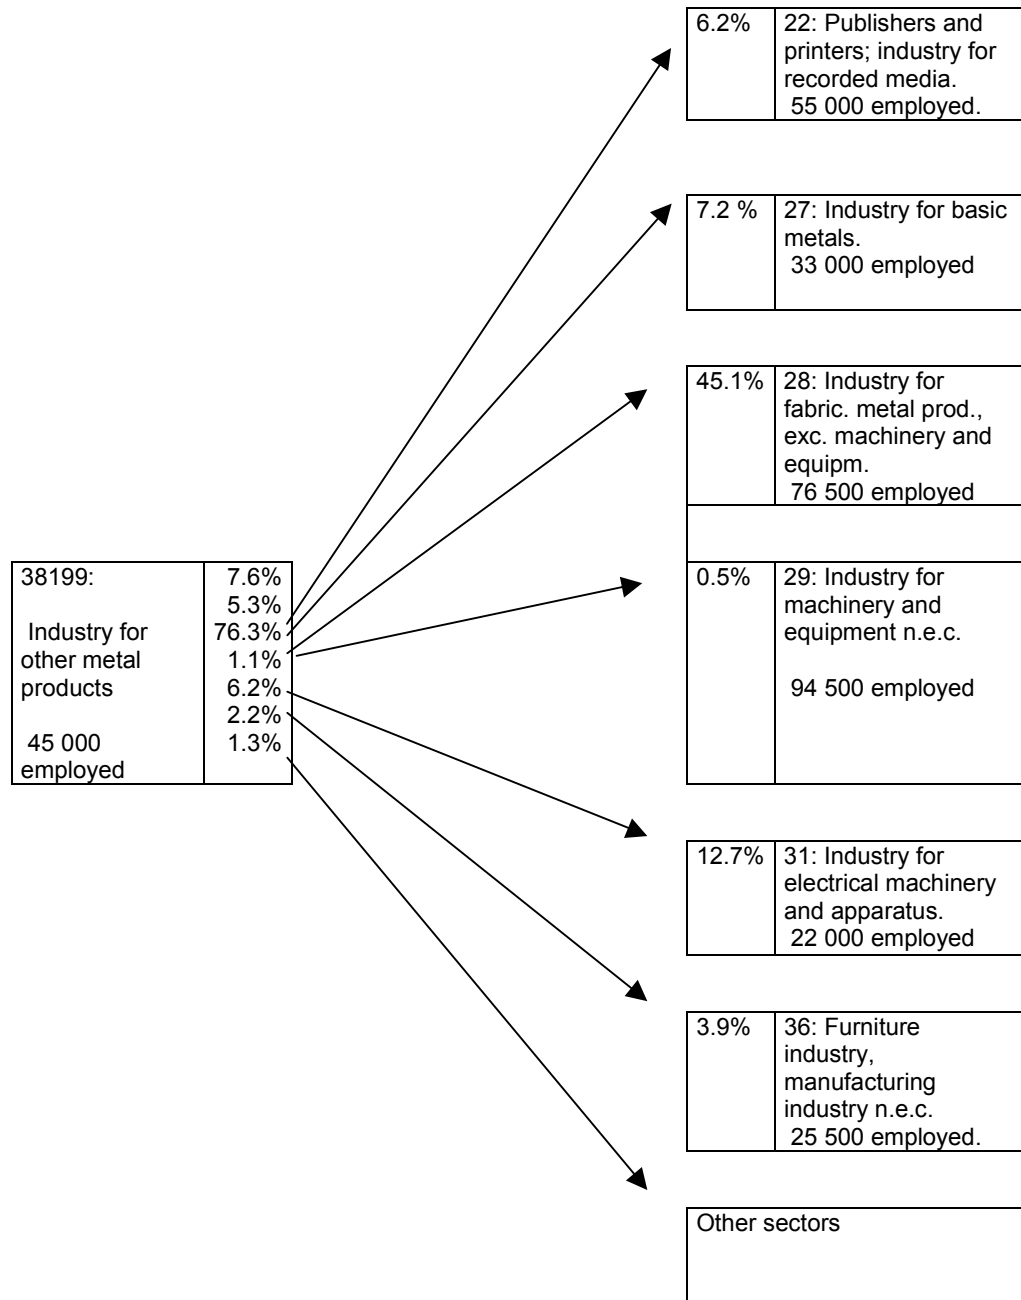 6.2%
22: Publishers and
printers; industry for
recorded media.
55 000 employed.
7.2 %
27: Industry for basic
metals.
33 000 employed
45.1%
28: Industry for
fabric. metal prod.,
exc. machinery and
equipm.
76 500 employed
38199:
Industry for
other metal
products
45 000
employed
7.6%
5.3%
76.3%
1.1%
6.2%
2.2%
1.3%
0.5%
29: Industry for
machinery and
equipment n.e.c.
94 500 employed
12.7%
31: Industry for
electrical machinery
and apparatus.
22 000 employed
3.9%
36: Furniture
industry,
manufacturing
industry n.e.c.
25 500 employed.
Other sectors